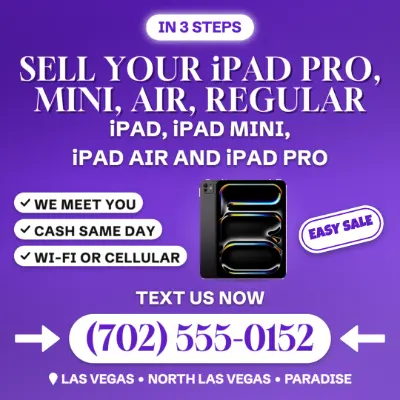 IN 3 STEPS
SELL YOUR iPAD PRO,
MINI, AIR, REGULAR
iPAD, iPAD MINI,
iPAD AIR AND iPAD PRO
✓ WE MEET YOU
✓ CASH SAME DAY
✓ WI-FI OR CELLULAR
EASY SALE
TEXT US NOW
(702) 555-0152
LAS VEGAS • NORTH LAS VEGAS • PARADISE